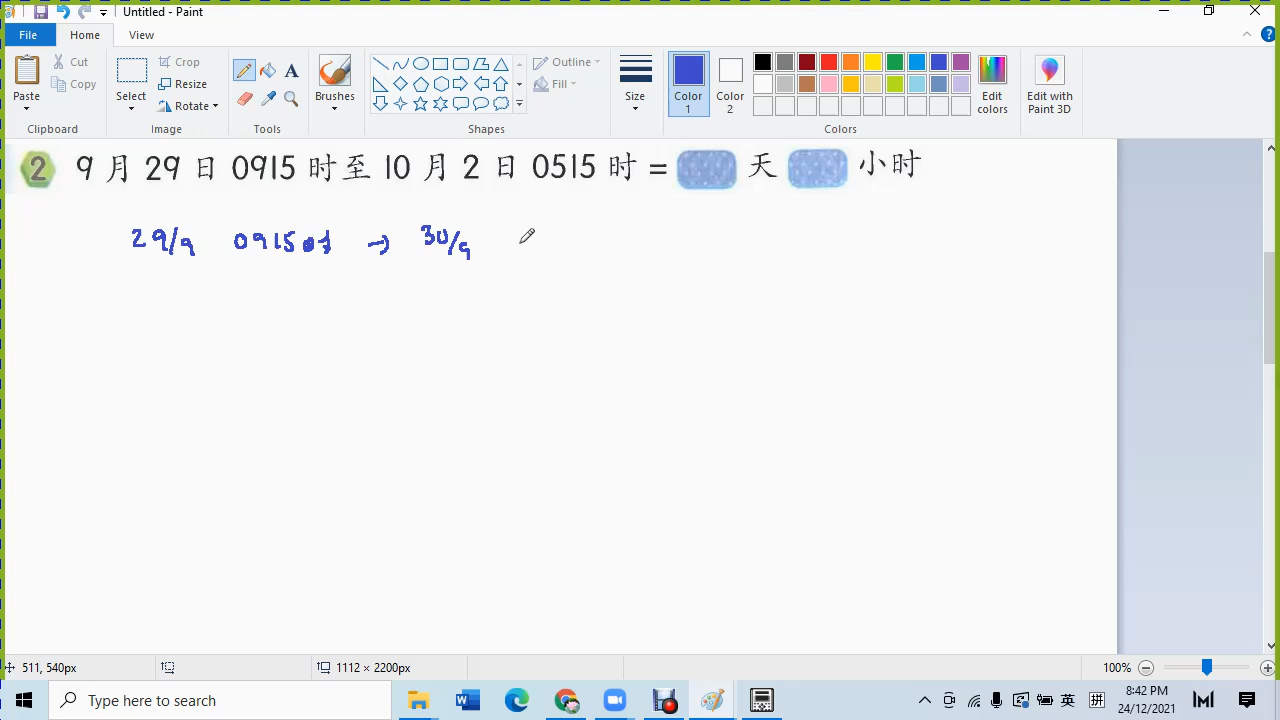 Untitled - Paint
File Home View
Paste Cut Copy Clipboard
Select Crop Resize Rotate Image
Tools
Brushes
Outline Fill Shapes
Size
Color 1 Color 2 Edit colors Colors
Edit with Paint 3D
2 9 月 29 日 0915 时至 10 月 2 日 0515 时 = 天 小时
29/9 0915时 → 30/9
511, 540px 1112 × 2200px 100%
Type here to search
英 拼 8:42 PM
24/12/2021